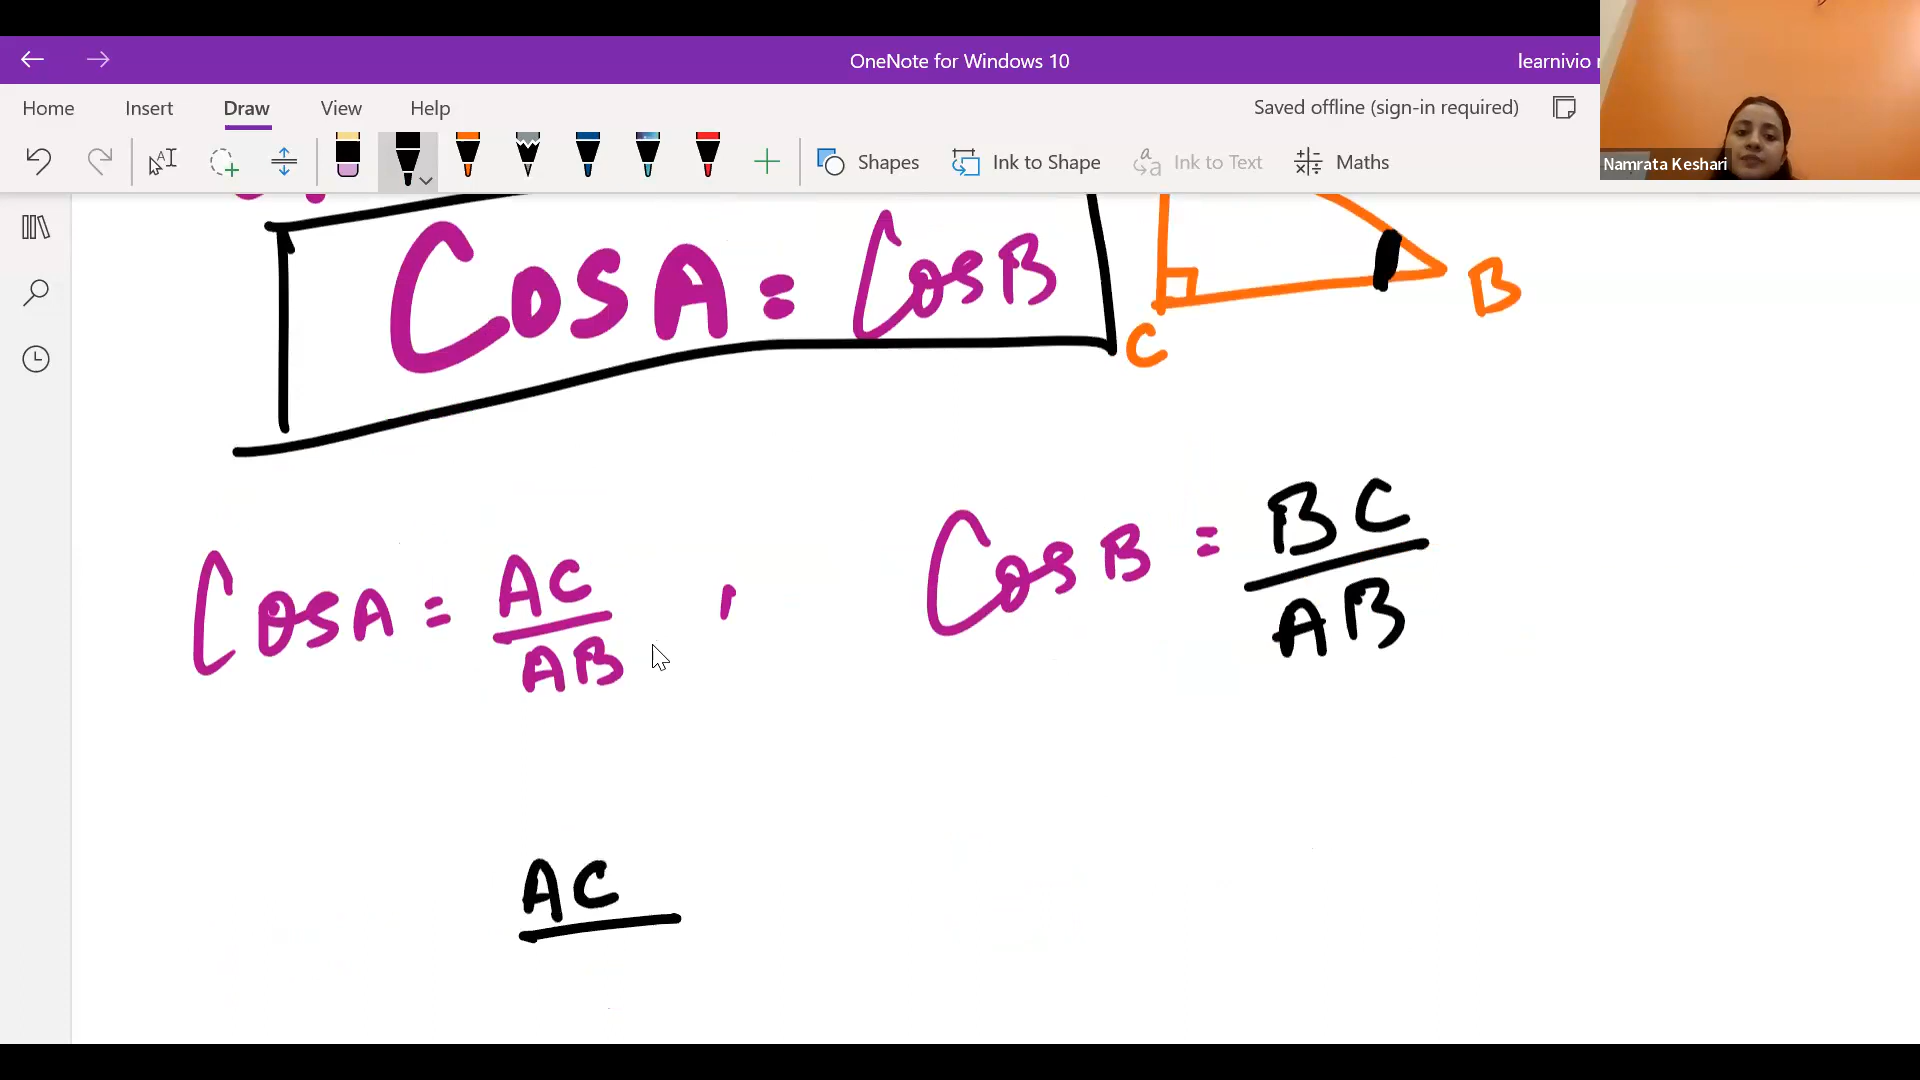 OneNote for Windows 10
learnivio
Home Insert Draw View Help
Saved offline (sign-in required)
Shapes Ink to Shape Ink to Text Maths
Namrata Keshari
CosA = CosB
B
C
CosA = AC/AB , CosB = BC/AB
AC